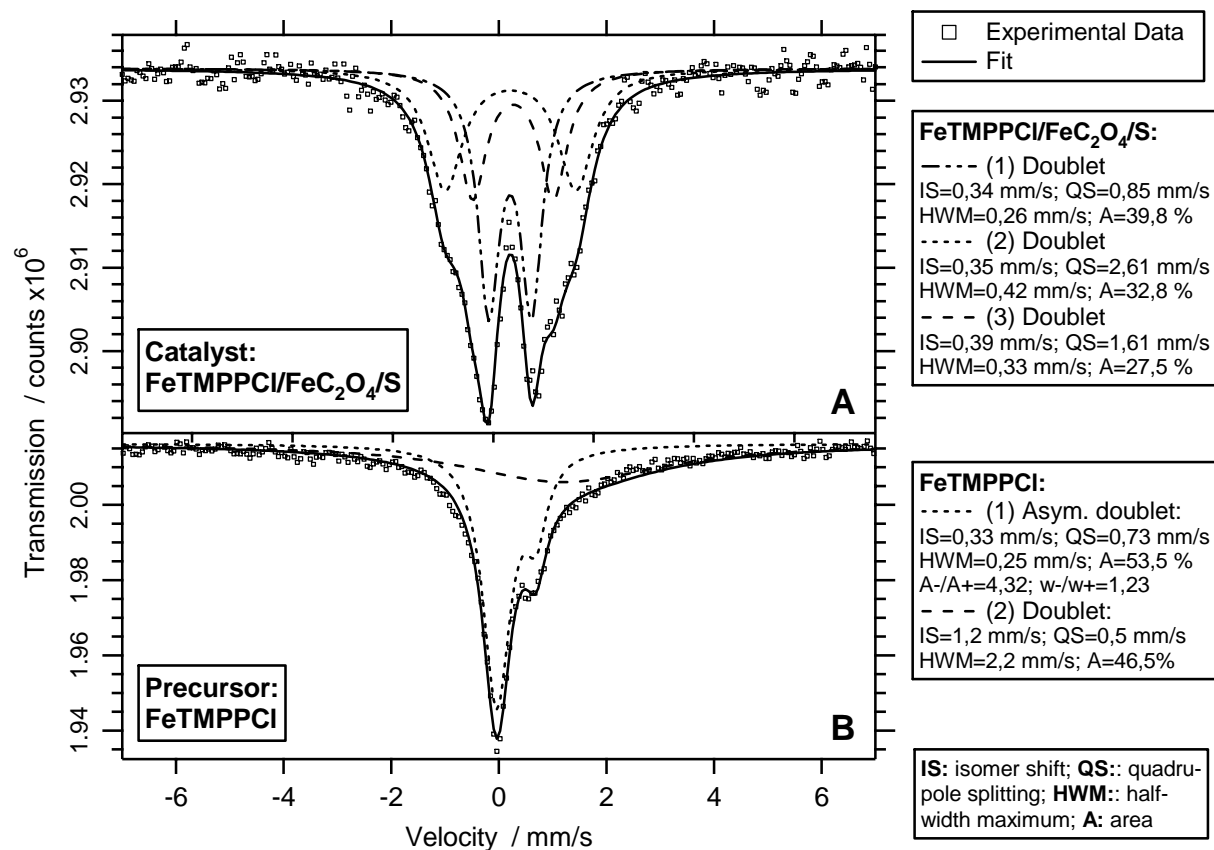 Transmission / counts x10⁶
2.93
2.92
2.91
2.90
Catalyst:
FeTMPPCl/FeC₂O₄/S
A
2.00
1.98
1.96
1.94
Precursor:
FeTMPPCl
B
-6 -4 -2 0 2 4 6
Velocity / mm/s
Experimental Data
Fit
FeTMPPCl/FeC₂O₄/S:
(1) Doublet
IS=0,34 mm/s; QS=0,85 mm/s
HWM=0,26 mm/s; A=39,8 %
(2) Doublet
IS=0,35 mm/s; QS=2,61 mm/s
HWM=0,42 mm/s; A=32,8 %
(3) Doublet
IS=0,39 mm/s; QS=1,61 mm/s
HWM=0,33 mm/s; A=27,5 %
FeTMPPCl:
(1) Asym. doublet:
IS=0,33 mm/s; QS=0,73 mm/s
HWM=0,25 mm/s; A=53,5 %
A-/A+=4,32; w-/w+=1,23
(2) Doublet:
IS=1,2 mm/s; QS=0,5 mm/s
HWM=2,2 mm/s; A=46,5%
IS: isomer shift; QS:: quadru-
pole splitting; HWM:: half-
width maximum; A: area